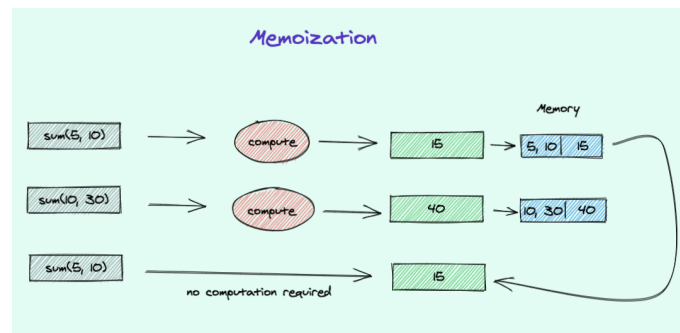 Memoization
Memory
sum(5, 10)
compute
15
5, 10| 15
sum(10, 30)
compute
40
10, 30| 40
sum(5, 10)
15
no computation required